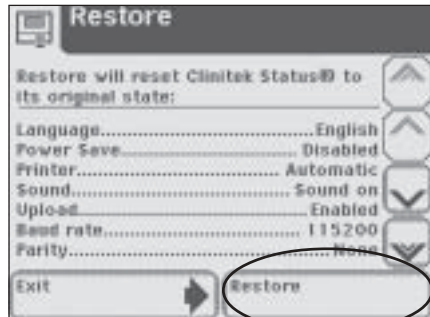 Restore
Restore will reset Clinitek Status® to
its original state:
Language..............................English
Power Save........................Disabled
Printer.............................. Automatic
Sound................................Sound on
Upload................................Enabled
Baud rate............................115200
Parity....................................None
Exit
Restore